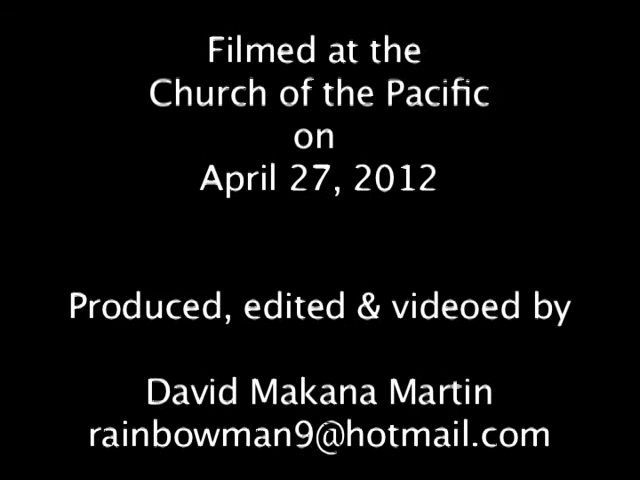 Filmed at the
Church of the Pacific
on
April 27, 2012
Produced, edited & videoed by
David Makana Martin
rainbowman9@hotmail.com